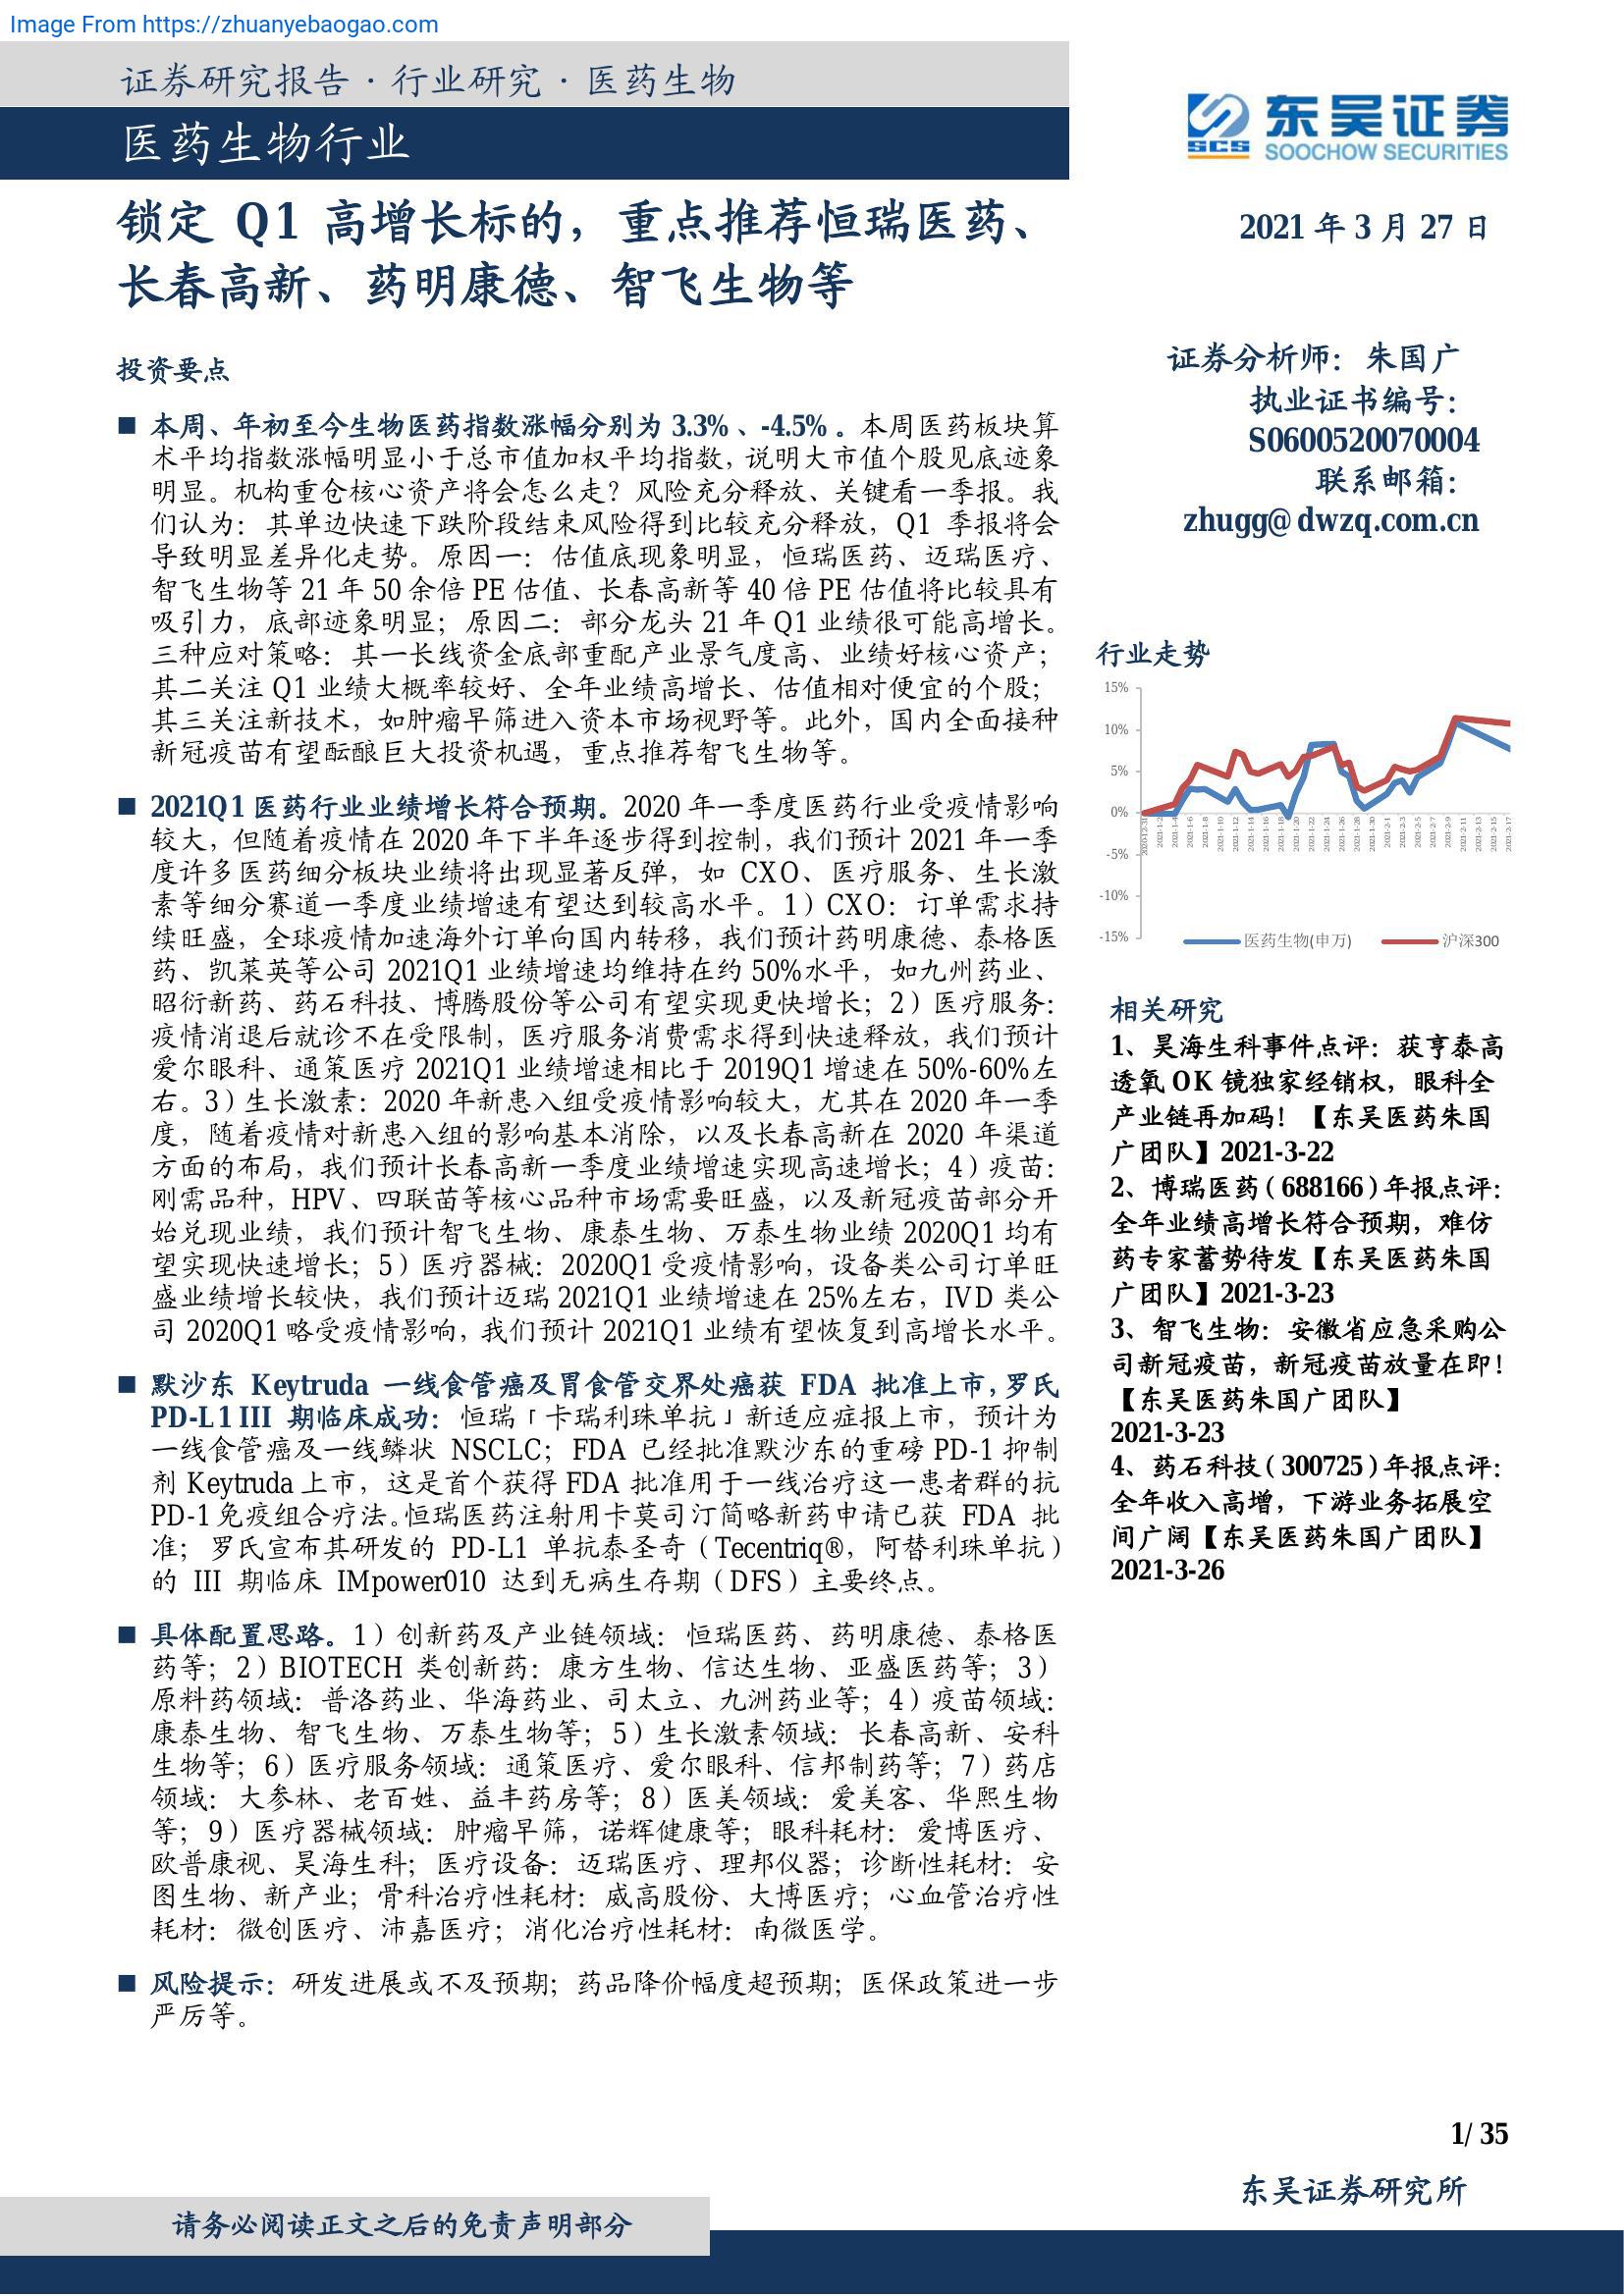 Image From https://zhuanyebaogao.com
证券研究报告·行业研究·医药生物
医药生物行业
东吴证券
SCS
SOOCHOW SECURITIES
锁定 Q1 高增长标的，重点推荐恒瑞医药、
长春高新、药明康德、智飞生物等
2021 年 3 月 27 日
投资要点
■ 本周、年初至今生物医药指数涨幅分别为 3.3%、-4.5%。本周医药板块算
术平均指数涨幅明显小于总市值加权平均指数，说明大市值个股见底迹象
明显。机构重仓核心资产将会怎么走？风险充分释放、关键看一季报。我
们认为：其单边快速下跌阶段结束风险得到比较充分释放，Q1 季报将会
导致明显差异化走势。原因一：估值底现象明显，恒瑞医药、迈瑞医疗、
智飞生物等 21 年 50 余倍 PE 估值、长春高新等 40 倍 PE 估值将比较具有
吸引力，底部迹象明显；原因二：部分龙头 21 年 Q1 业绩很可能高增长。
三种应对策略：其一长线资金底部重配产业景气度高、业绩好核心资产；
其二关注 Q1 业绩大概率较好、全年业绩高增长、估值相对便宜的个股；
其三关注新技术，如肿瘤早筛进入资本市场视野等。此外，国内全面接种
新冠疫苗有望酝酿巨大投资机遇，重点推荐智飞生物等。
■ 2021Q1 医药行业业绩增长符合预期。2020 年一季度医药行业受疫情影响
较大，但随着疫情在 2020 年下半年逐步得到控制，我们预计 2021 年一季
度许多医药细分板块业绩将出现显著反弹，如 CXO、医疗服务、生长激
素等细分赛道一季度业绩增速有望达到较高水平。1）CXO：订单需求持
续旺盛，全球疫情加速海外订单向国内转移，我们预计药明康德、泰格医
药、凯莱英等公司 2021Q1 业绩增速均维持在约 50%水平，如九州药业、
昭衍新药、药石科技、博腾股份等公司有望实现更快增长；2）医疗服务：
疫情消退后就诊不在受限制，医疗服务消费需求得到快速释放，我们预计
爱尔眼科、通策医疗 2021Q1 业绩增速相比于 2019Q1 增速在 50%-60%左
右。3）生长激素：2020 年新患入组受疫情影响较大，尤其在 2020 年一季
度，随着疫情对新患入组的影响基本消除，以及长春高新在 2020 年渠道
方面的布局，我们预计长春高新一季度业绩增速实现高速增长；4）疫苗：
刚需品种，HPV、四联苗等核心品种市场需要旺盛，以及新冠疫苗部分开
始兑现业绩，我们预计智飞生物、康泰生物、万泰生物业绩 2020Q1 均有
望实现快速增长；5）医疗器械：2020Q1 受疫情影响，设备类公司订单旺
盛业绩增长较快，我们预计迈瑞 2021Q1 业绩增速在 25%左右，IVD 类公
司 2020Q1 略受疫情影响，我们预计 2021Q1 业绩有望恢复到高增长水平。
■ 默沙东 Keytruda 一线食管癌及胃食管交界处癌获 FDA 批准上市，罗氏
PD-L1 III 期临床成功：恒瑞「卡瑞利珠单抗」新适应症报上市，预计为
一线食管癌及一线鳞状 NSCLC；FDA 已经批准默沙东的重磅 PD-1 抑制
剂 Keytruda 上市，这是首个获得 FDA 批准用于一线治疗这一患者群的抗
PD-1 免疫组合疗法。恒瑞医药注射用卡莫司汀简略新药申请已获 FDA 批
准；罗氏宣布其研发的 PD-L1 单抗泰圣奇（Tecentriq®，阿替利珠单抗）
的 III 期临床 IMpower010 达到无病生存期（DFS）主要终点。
■ 具体配置思路。1）创新药及产业链领域：恒瑞医药、药明康德、泰格医
药等；2）BIOTECH 类创新药：康方生物、信达生物、亚盛医药等；3）
原料药领域：普洛药业、华海药业、司太立、九洲药业等；4）疫苗领域：
康泰生物、智飞生物、万泰生物等；5）生长激素领域：长春高新、安科
生物等；6）医疗服务领域：通策医疗、爱尔眼科、信邦制药等；7）药店
领域：大参林、老百姓、益丰药房等；8）医美领域：爱美客、华熙生物
等；9）医疗器械领域：肿瘤早筛，诺辉健康等；眼科耗材：爱博医疗、
欧普康视、昊海生科；医疗设备：迈瑞医疗、理邦仪器；诊断性耗材：安
图生物、新产业；骨科治疗性耗材：威高股份、大博医疗；心血管治疗性
耗材：微创医疗、沛嘉医疗；消化治疗性耗材：南微医学。
■ 风险提示：研发进展或不及预期；药品降价幅度超预期；医保政策进一步
严厉等。
证券分析师：朱国广
执业证书编号：
S0600520070004
联系邮箱：
zhugg@dwzq.com.cn
行业走势
15%
10%
5%
0%
-5%
-10%
-15%
2020-12-31
2021-1-2
2021-1-4
2021-1-6
2021-1-8
2021-1-10
2021-1-12
2021-1-14
2021-1-16
2021-1-18
2021-1-20
2021-1-22
2021-1-24
2021-1-26
2021-1-28
2021-1-30
2021-2-1
2021-2-3
2021-2-5
2021-2-7
2021-2-9
2021-2-11
2021-2-13
2021-2-15
2021-2-17
医药生物(申万) 沪深300
相关研究
1、昊海生科事件点评：获亨泰高
透氧 OK 镜独家经销权，眼科全
产业链再加码！【东吴医药朱国
广团队】2021-3-22
2、博瑞医药（688166）年报点评：
全年业绩高增长符合预期，难仿
药专家蓄势待发【东吴医药朱国
广团队】2021-3-23
3、智飞生物：安徽省应急采购公
司新冠疫苗，新冠疫苗放量在即！
【东吴医药朱国广团队】
2021-3-23
4、药石科技（300725）年报点评：
全年收入高增，下游业务拓展空
间广阔【东吴医药朱国广团队】
2021-3-26
1/ 35
东吴证券研究所
请务必阅读正文之后的免责声明部分